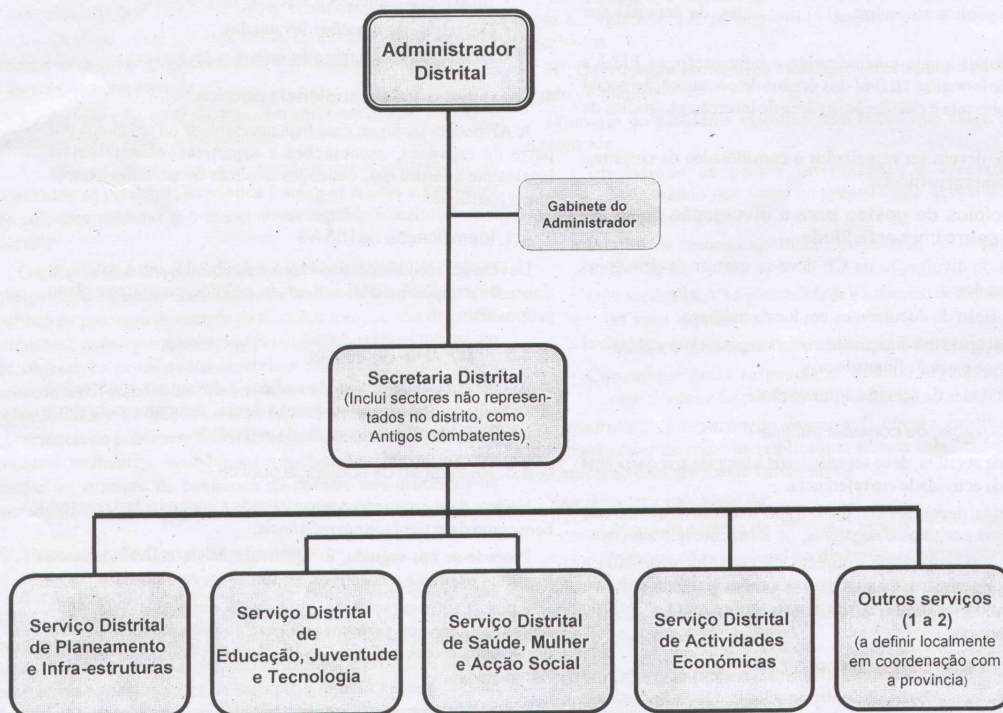 Administrador
Distrital
Gabinete do
Administrador
Secretaria Distrital
(Inclui sectores não represen-
tados no distrito, como
Antigos Combatentes)
Serviço Distrital
de Planeamento
e Infra-estruturas
Serviço Distrital
de
Educação, Juventude
e Tecnologia
Serviço Distrital
de Saúde, Mulher
e Acção Social
Serviço Distrital
de Actividades
Económicas
Outro Serviço
(1 a 2)
(a definir localmente
em coordenação com
a província)